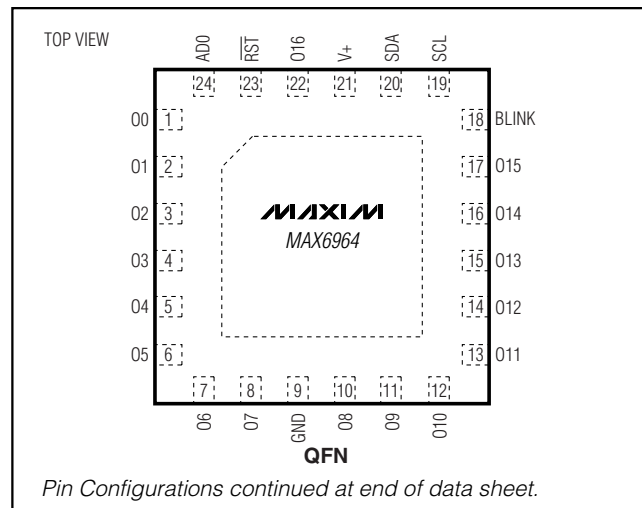 TOP VIEW
AD0 RST O16 V+ SDA SCL
24 23 22 21 20 19
O0 1 18 BLINK
O1 2 17 O15
O2 3 16 O14
O3 4 15 O13
O4 5 14 O12
O5 6 13 O11
MAXIM
MAX6964
7 8 9 10 11 12
O6 O7 GND O8 O9 O10
QFN
Pin Configurations continued at end of data sheet.